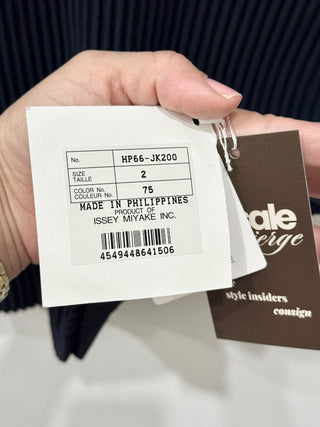 No. HP66-JK200
SIZE
TAILLE 2
COLOR No.
COULEUR No. 75
MADE IN PHILIPPINES
PRODUCT OF
ISSEY MIYAKE INC.
4549448641506
style insiders
consign